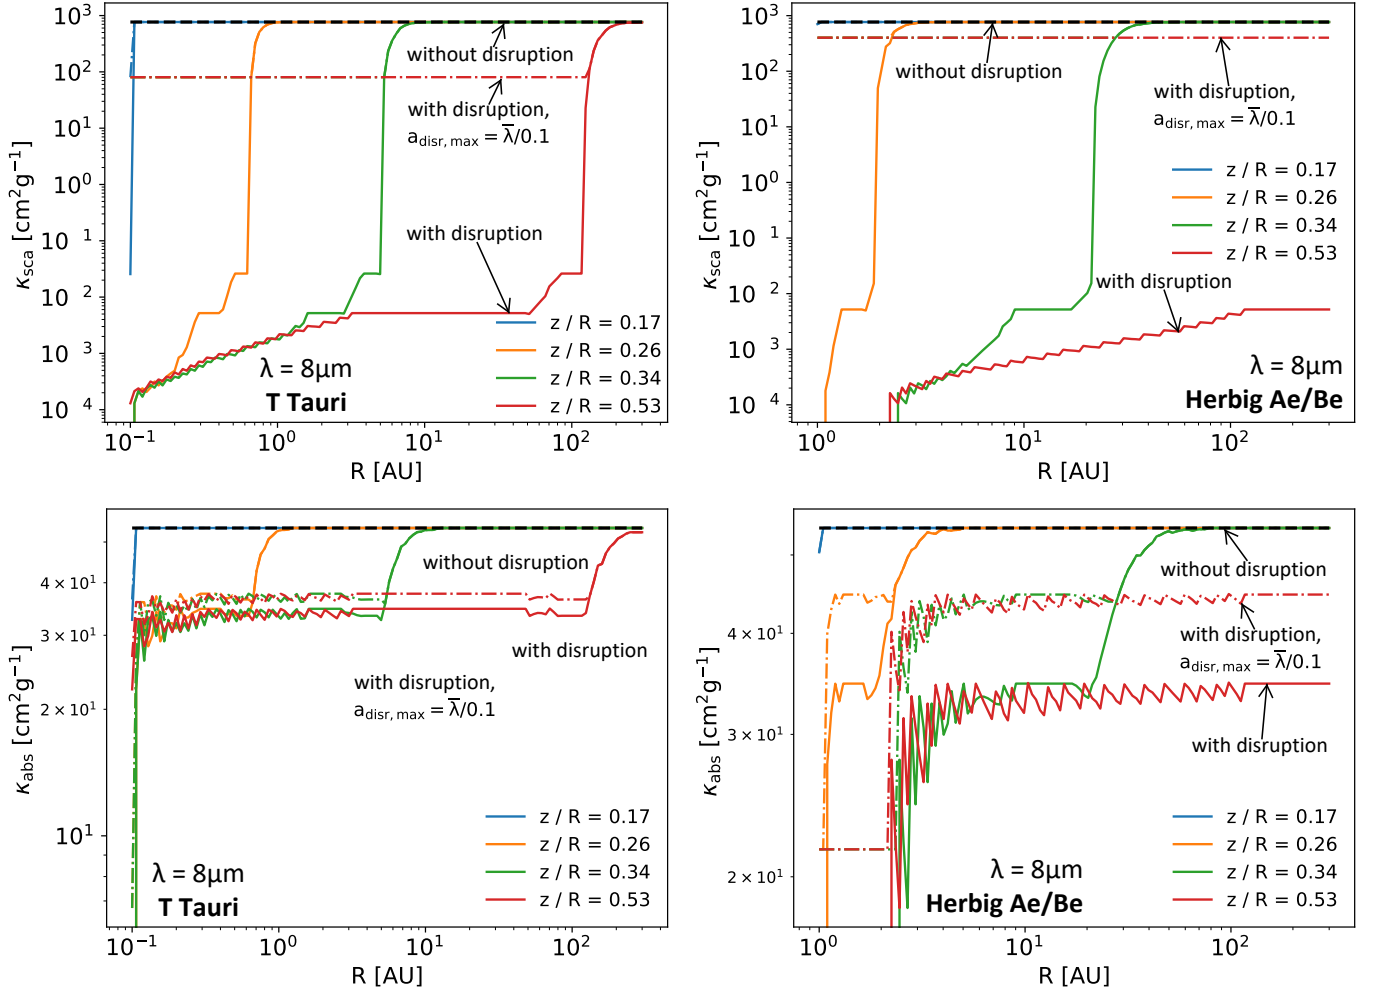 10³
10²
10¹
10⁰
10 ¹
10 ²
10 ³
10 ⁴
κsca [cm²g⁻¹]
without disruption
with disruption,
adisr, max = λ̅/0.1
with disruption
z / R = 0.17
z / R = 0.26
z / R = 0.34
z / R = 0.53
λ = 8µm
T Tauri
10⁻¹
10⁰
10¹
10²
R [AU]
10³
10²
10¹
10⁰
10 ¹
10 ²
10 ³
10 ⁴
κsca [cm²g⁻¹]
without disruption
with disruption,
adisr, max = λ̅/0.1
z / R = 0.17
z / R = 0.26
z / R = 0.34
z / R = 0.53
with disruption
λ = 8µm
Herbig Ae/Be
10⁰
10¹
10²
R [AU]
4 × 10¹
3 × 10¹
2 × 10¹
10¹
κabs [cm²g⁻¹]
without disruption
with disruption
with disruption,
adisr, max = λ̅/0.1
z / R = 0.17
z / R = 0.26
z / R = 0.34
z / R = 0.53
λ = 8µm
T Tauri
10⁻¹
10⁰
10¹
10²
R [AU]
4 × 10¹
3 × 10¹
2 × 10¹
κabs [cm²g⁻¹]
without disruption
with disruption,
adisr, max = λ̅/0.1
with disruption
z / R = 0.17
z / R = 0.26
z / R = 0.34
z / R = 0.53
λ = 8µm
Herbig Ae/Be
10⁰
10¹
10²
R [AU]